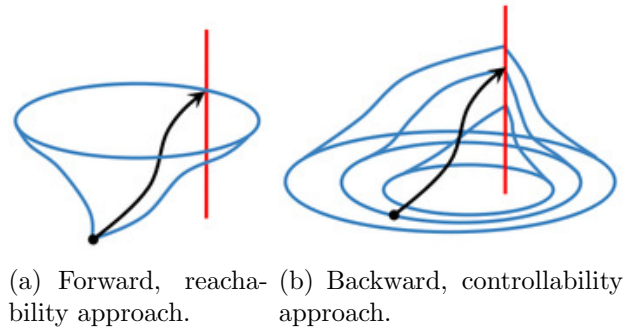 (a) Forward, reacha-
bility approach.
(b) Backward, controllability
approach.